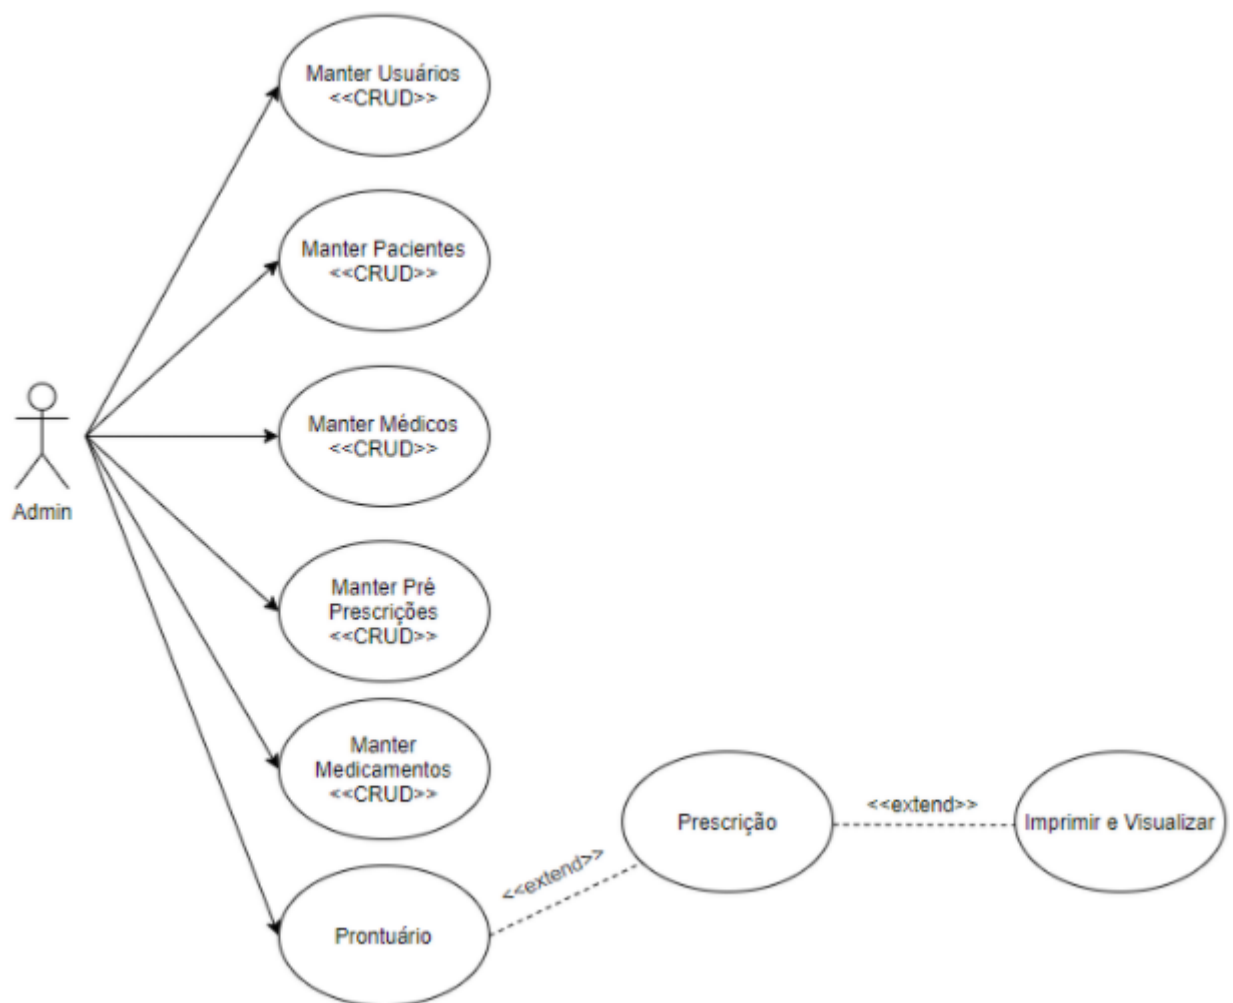 Manter Usuários
<<CRUD>>
Manter Pacientes
<<CRUD>>
Manter Médicos
<<CRUD>>
Admin
Manter Pré
Prescrições
<<CRUD>>
Manter
Medicamentos
<<CRUD>>
Prontuário
<<extend>>
Prescrição
<<extend>>
Imprimir e Visualizar